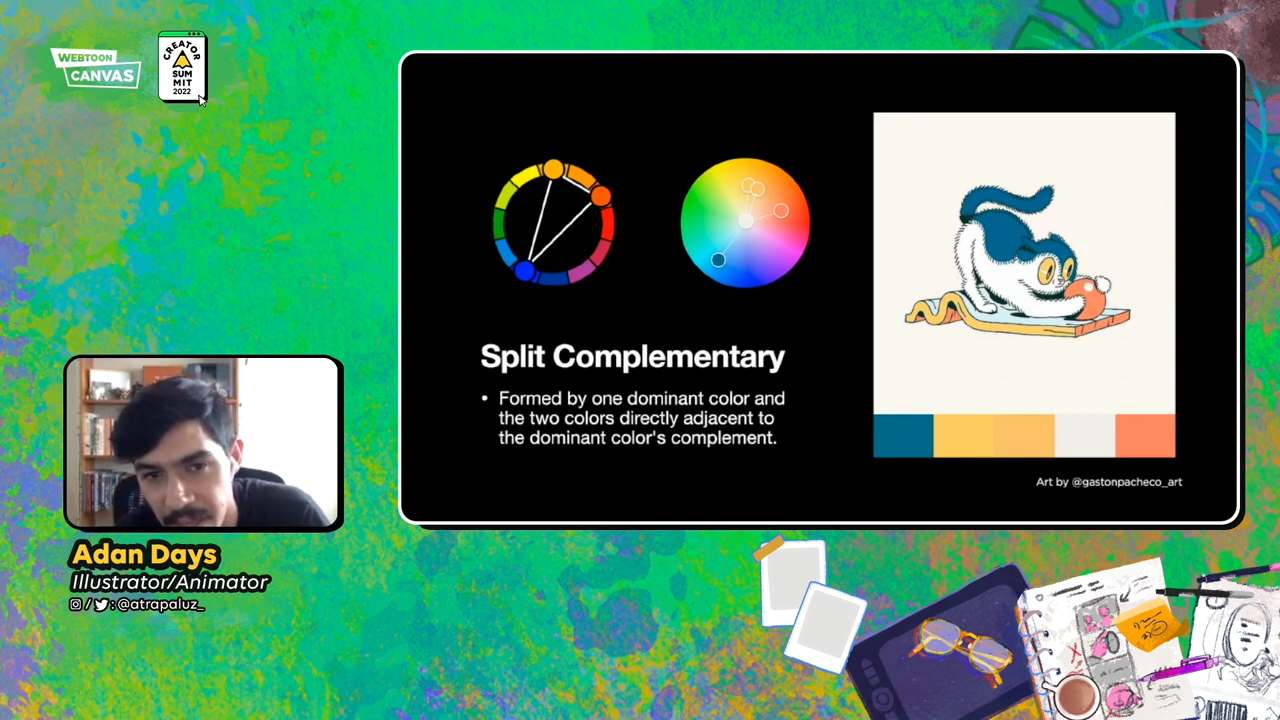 WEBTOON
CANVAS
CREATOR
SUM
MIT
2022
Split Complementary
• Formed by one dominant color and
the two colors directly adjacent to
the dominant color's complement.
Art by @gastonpacheco_art
Adan Days
Illustrator/Animator
/ : @atrapaluz_